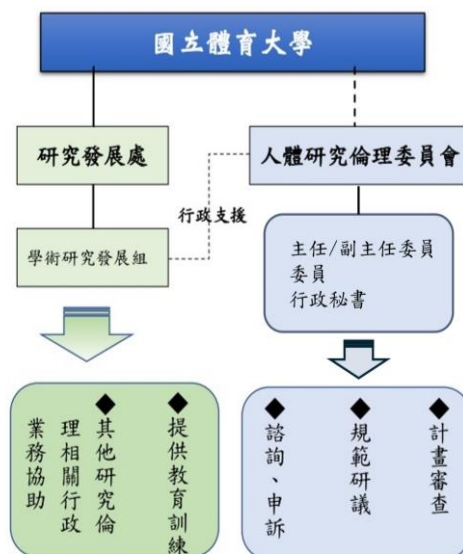 國立體育大學
研究發展處
人體研究倫理委員會
行政支援
學術研究發展組
主任/副主任委員
委員
行政秘書
◆提供教育訓練
◆其他研究倫
理相關行政
業務協助
◆計畫審查
◆規範研議
◆諮詢、申訴